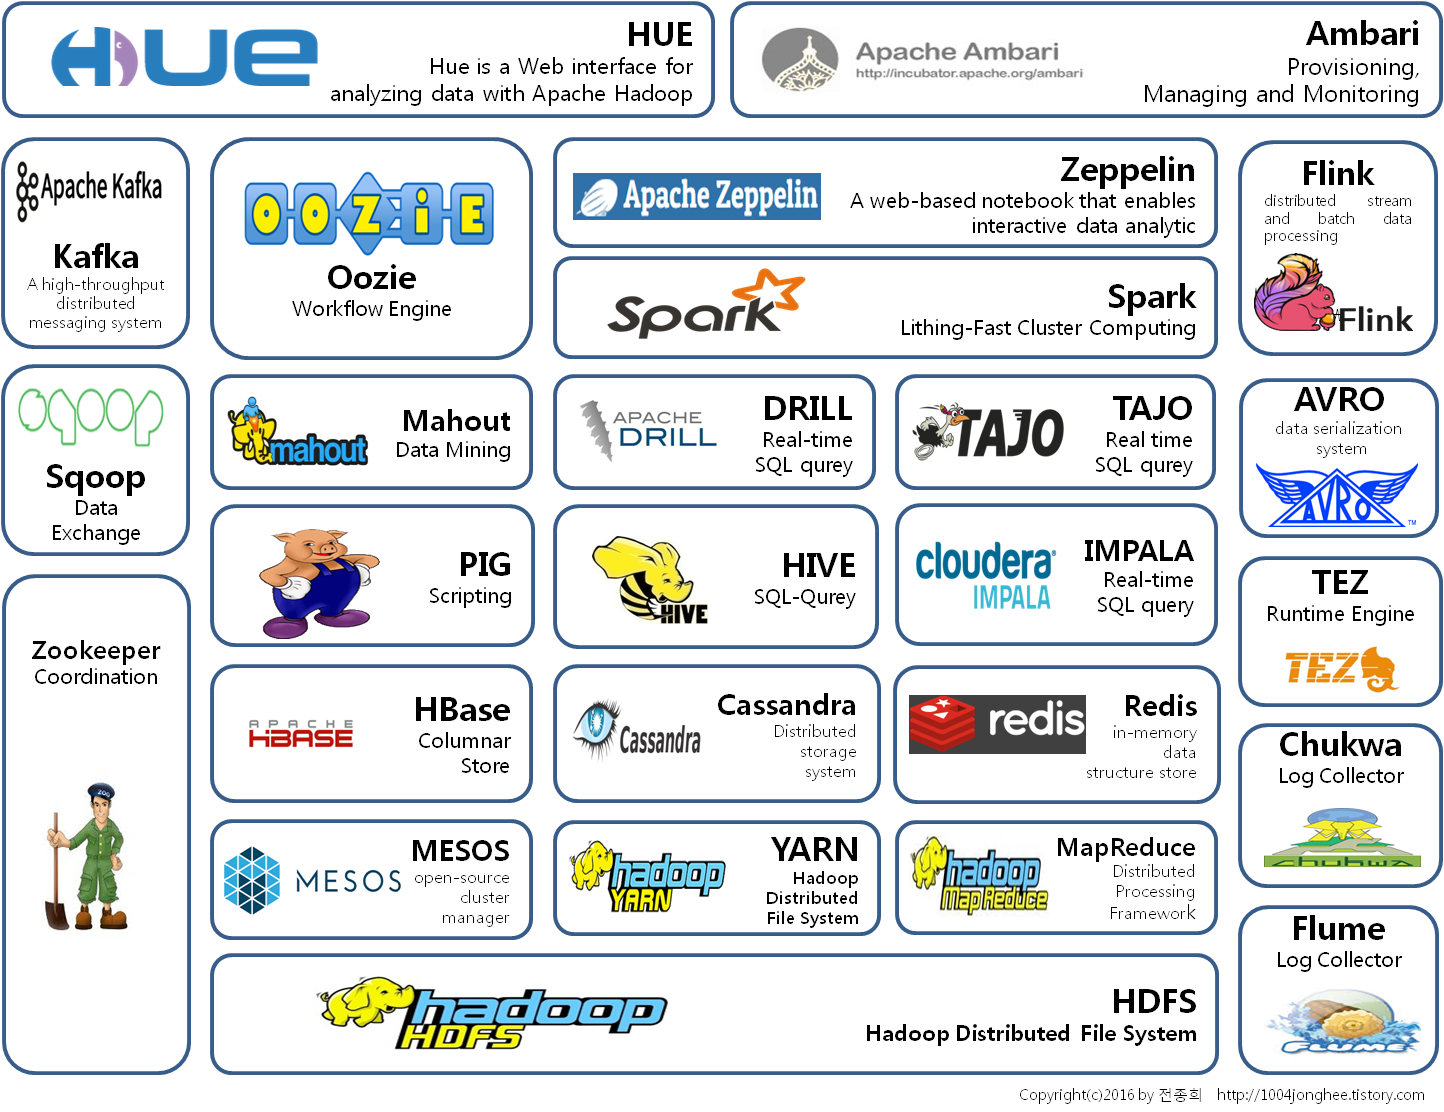 HUE
HUE
Hue is a Web interface for
analyzing data with Apache Hadoop
Apache Ambari
http://incubator.apache.org/ambari
Ambari
Provisioning,
Managing and Monitoring
Apache Kafka
Kafka
A high-throughput
distributed
messaging system
OOZiE
Oozie
Workflow Engine
Apache Zeppelin
Zeppelin
A web-based notebook that enables
interactive data analytic
Spark
Spark
Lithing-Fast Cluster Computing
Flink
distributed stream
and batch data
processing
Flink
sqoop
Sqoop
Data
Exchange
mahout
Mahout
Data Mining
APACHE
DRILL
DRILL
Real-time
SQL qurey
TAJO
TAJO
Real time
SQL qurey
AVRO
data serialization
system
AVRO
TM
PIG
Scripting
HIVE
HIVE
SQL-Qurey
cloudera
IMPALA
IMPALA
Real-time
SQL query
TEZ
Runtime Engine
TEZ
Zookeeper
Coordination
ZOO
APACHE
HBASE
HBase
Columnar
Store
Cassandra
Cassandra
Distributed
storage
system
redis
Redis
in-memory
data
structure store
Chukwa
Log Collector
chukwa
MESOS
MESOS
open-source
cluster
manager
hadoop
YARN
YARN
Hadoop
Distributed
File System
hadoop
MapReduce
MapReduce
Distributed
Processing
Framework
Flume
Log Collector
FLUME
hadoop
HDFS
HDFS
Hadoop Distributed File System
Copyright(c)2016 by 전종희 http://1004jonghee.tistory.com